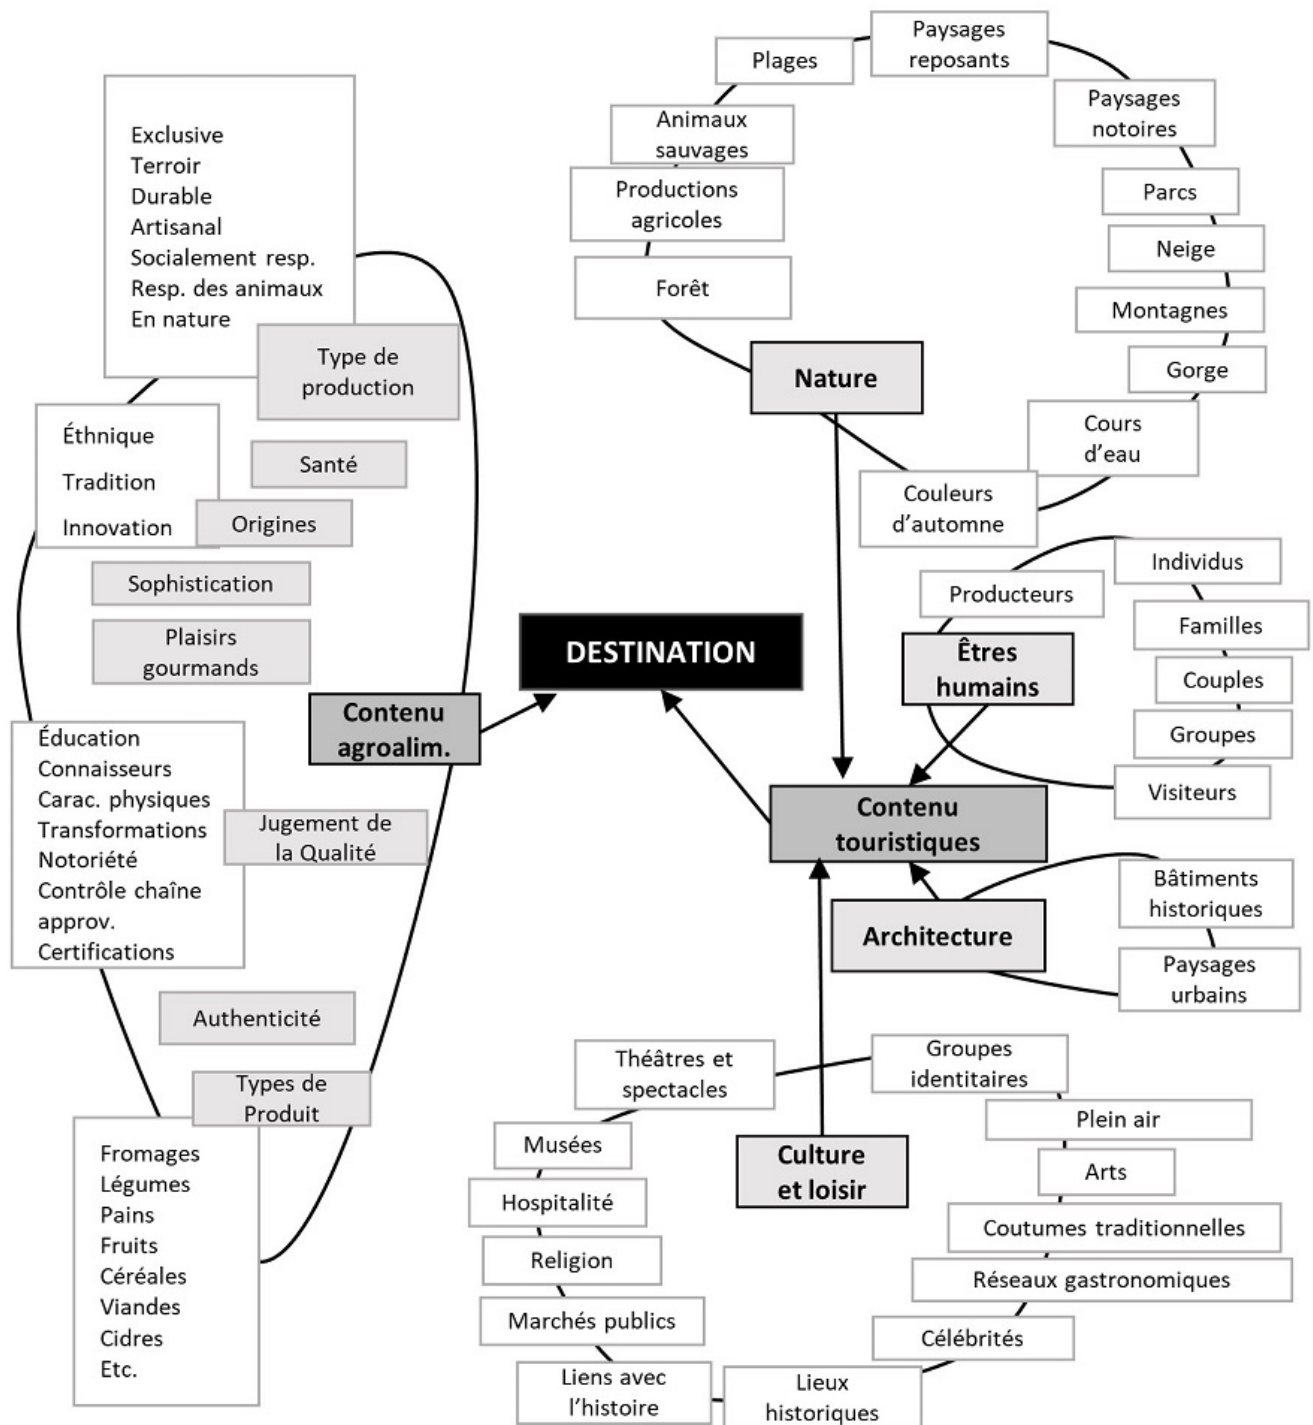 Exclusive
Terroir
Durable
Artisanal
Socialement resp.
Resp. des animaux
En nature
Type de
production
Éthnique
Tradition
Innovation
Santé
Origines
Sophistication
Plaisirs
gourmands
Contenu
agroalim.
Éducation
Connaisseurs
Carac. physiques
Transformations
Notoriété
Contrôle chaîne
approv.
Certifications
Jugement de
la Qualité
Authenticité
Types de
Produit
Fromages
Légumes
Pains
Fruits
Céréales
Viandes
Cidres
Etc.
DESTINATION
Paysages
reposants
Plages
Paysages
notoires
Animaux
sauvages
Parcs
Productions
agricoles
Neige
Forêt
Montagnes
Gorge
Nature
Cours
d'eau
Couleurs
d'automne
Individus
Producteurs
Familles
Êtres
humains
Couples
Groupes
Visiteurs
Contenu
touristiques
Bâtiments
historiques
Architecture
Paysages
urbains
Théâtres et
spectacles
Groupes
identitaires
Plein air
Musées
Culture
et loisir
Arts
Hospitalité
Coutumes traditionnelles
Religion
Réseaux gastronomiques
Marchés publics
Célébrités
Liens avec
l'histoire
Lieux
historiques